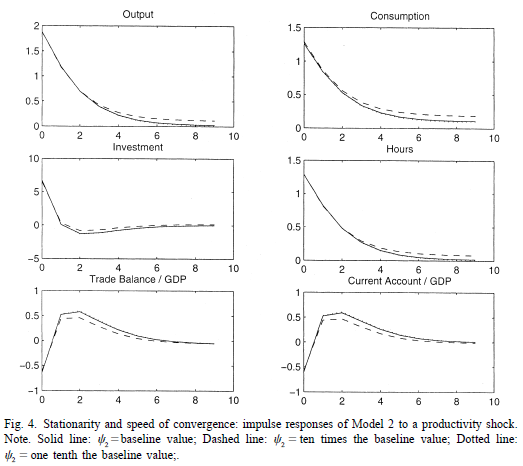 Output
2
1.5
1
0.5
0
0 2 4 6 8 10
Consumption
1.5
1
0.5
0
0 2 4 6 8 10
Investment
10
5
0
−5
0 2 4 6 8 10
Hours
1.5
1
0.5
0
0 2 4 6 8 10
Trade Balance / GDP
1
0.5
0
−0.5
−1
0 2 4 6 8 10
Current Account / GDP
1
0.5
0
−0.5
−1
0 2 4 6 8 10
Fig. 4. Stationarity and speed of convergence: impulse responses of Model 2 to a productivity shock.
Note. Solid line: ψ₂=baseline value; Dashed line: ψ₂ = ten times the baseline value; Dotted line:
ψ₂ = one tenth the baseline value;.